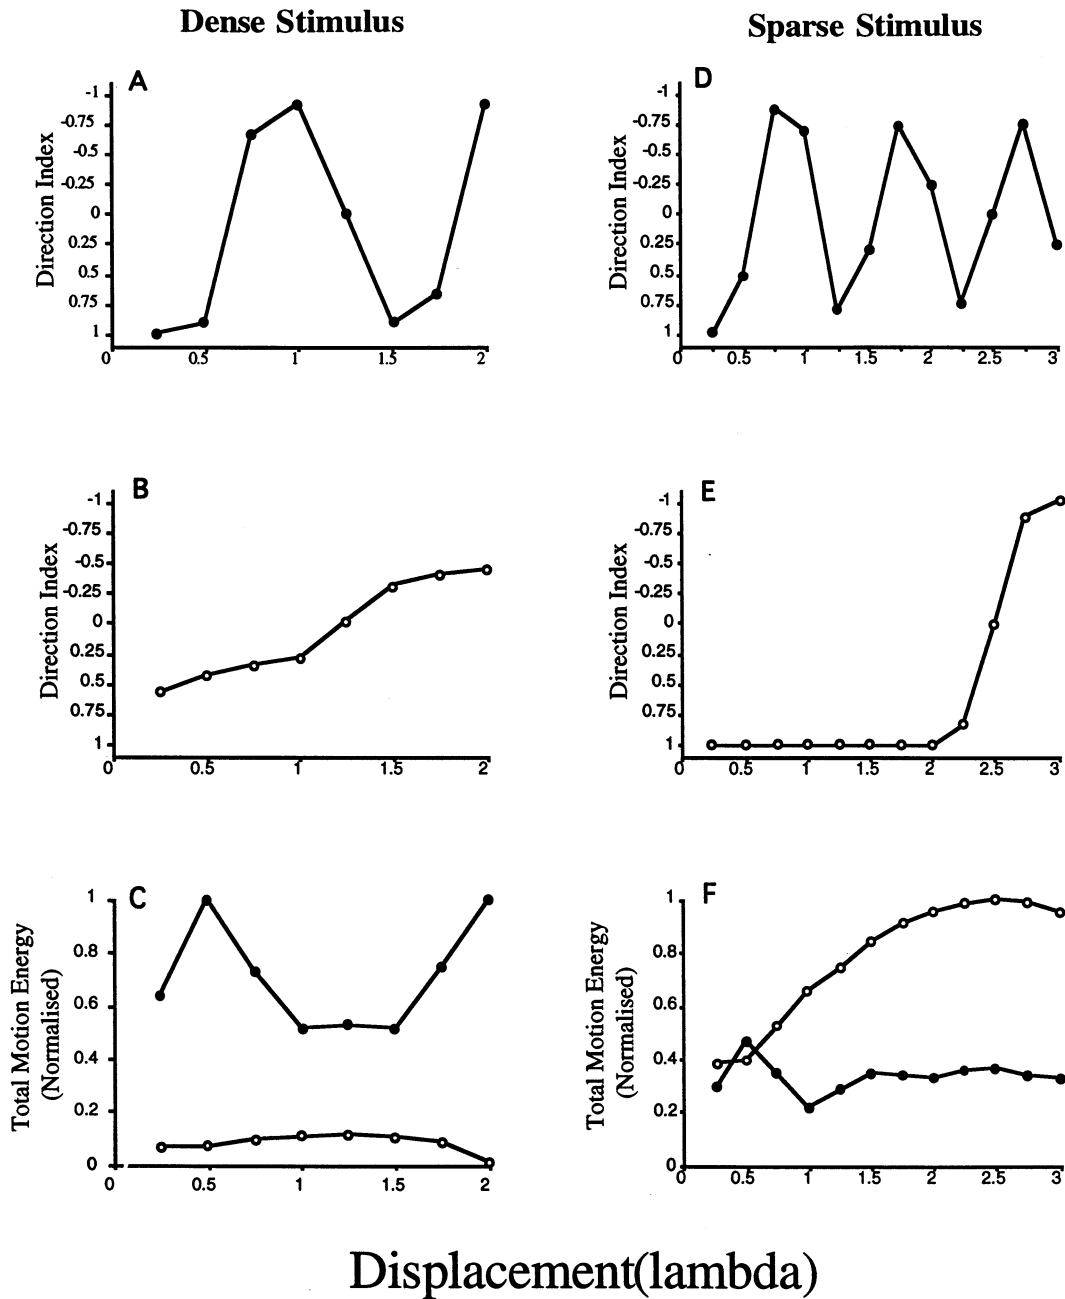 Dense Stimulus
Sparse Stimulus
A
-1
-0.75
-0.5
-0.25
0
0.25
0.5
0.75
1
Direction Index
0 0.5 1 1.5 2
D
-1
-0.75
-0.5
-0.25
0
0.25
0.5
0.75
1
Direction Index
0 0.5 1 1.5 2 2.5 3
B
-1
-0.75
-0.5
-0.25
0
0.25
0.5
0.75
1
Direction Index
0 0.5 1 1.5 2
E
-1
-0.75
-0.5
-0.25
0
0.25
0.5
0.75
1
Direction Index
0 0.5 1 1.5 2 2.5 3
C
1
0.8
0.6
0.4
0.2
0
Total Motion Energy
(Normalised)
0 0.5 1 1.5 2
F
1
0.8
0.6
0.4
0.2
0
Total Motion Energy
(Normalised)
0 0.5 1 1.5 2 2.5 3
Displacement(lambda)